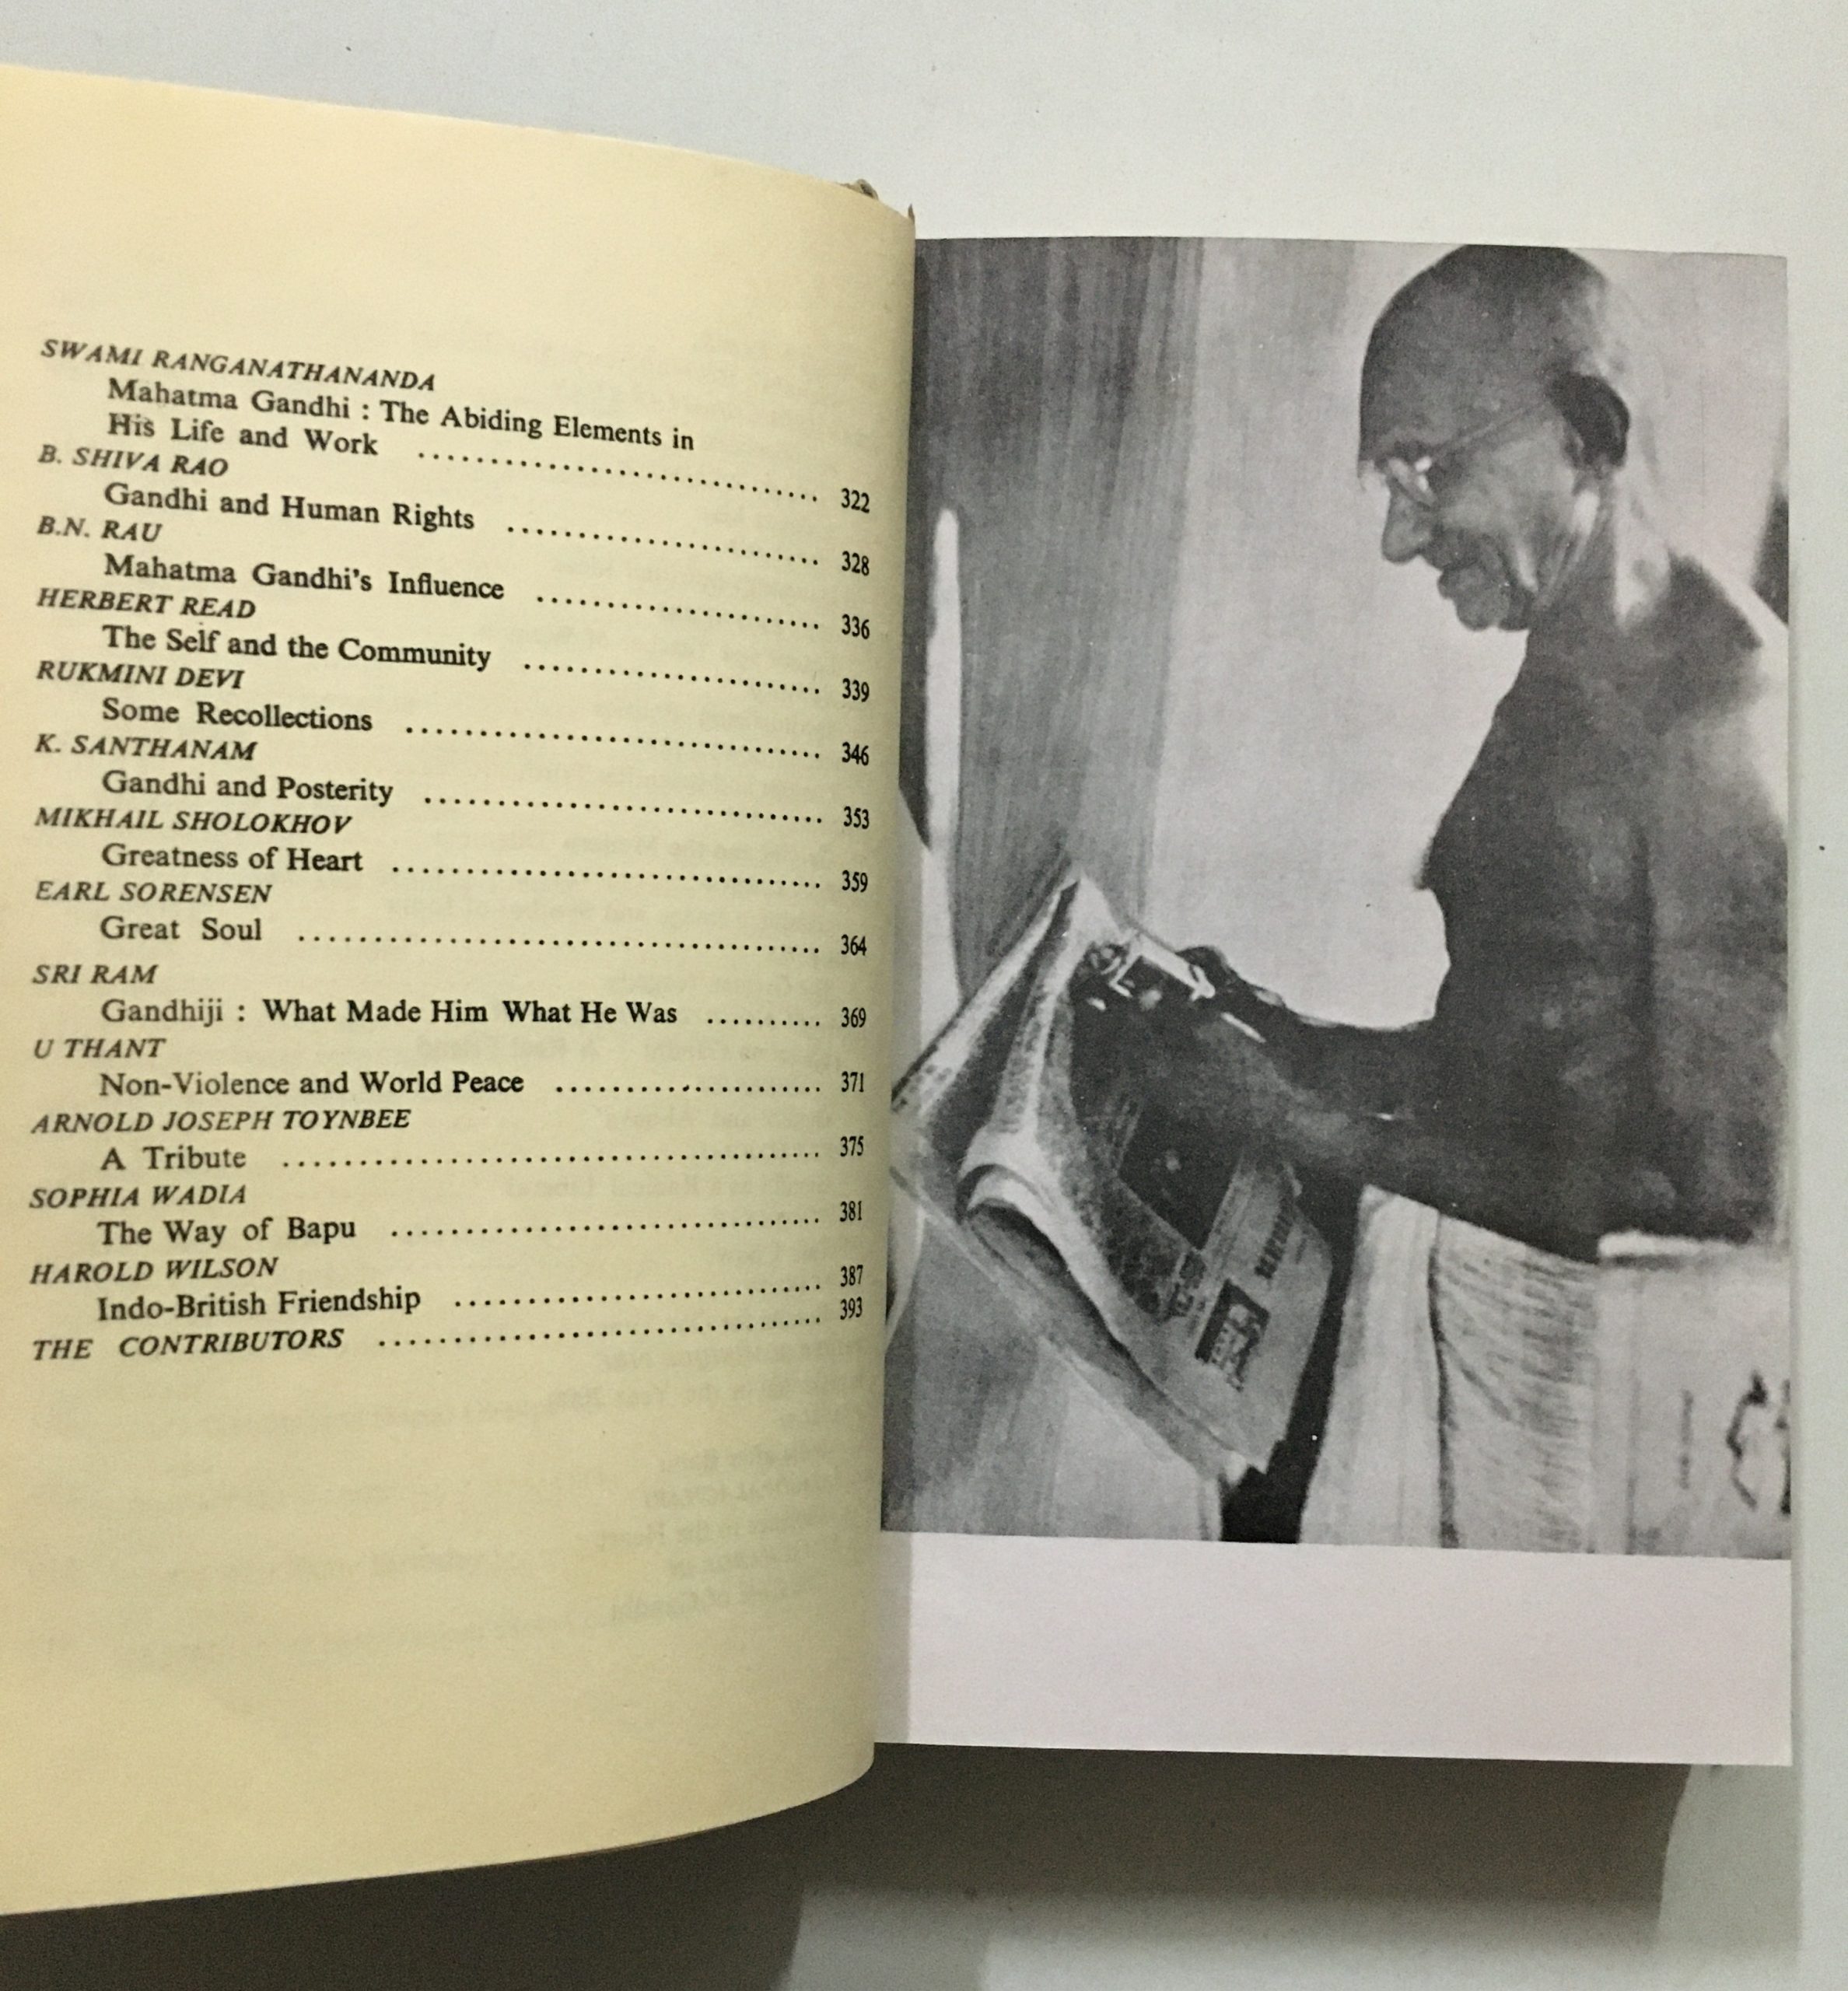 SWAMI RANGANATHANANDA
Mahatma Gandhi : The Abiding Elements in
His Life and Work .................................. 322
B. SHIVA RAO
Gandhi and Human Rights .......................... 328
B.N. RAU
Mahatma Gandhi's Influence ........................ 336
HERBERT READ
The Self and the Community ......................... 339
RUKMINI DEVI
Some Recollections ................................... 346
K. SANTHANAM
Gandhi and Posterity .................................. 353
MIKHAIL SHOLOKHOV
Greatness of Heart .................................... 359
EARL SORENSEN
Great Soul ............................................ 364
SRI RAM
Gandhiji : What Made Him What He Was .......... 369
U THANT
Non-Violence and World Peace ....................... 371
ARNOLD JOSEPH TOYNBEE
A Tribute .............................................. 375
SOPHIA WADIA
The Way of Bapu ..................................... 381
HAROLD WILSON
Indo-British Friendship ............................... 387
THE CONTRIBUTORS ...................................... 393